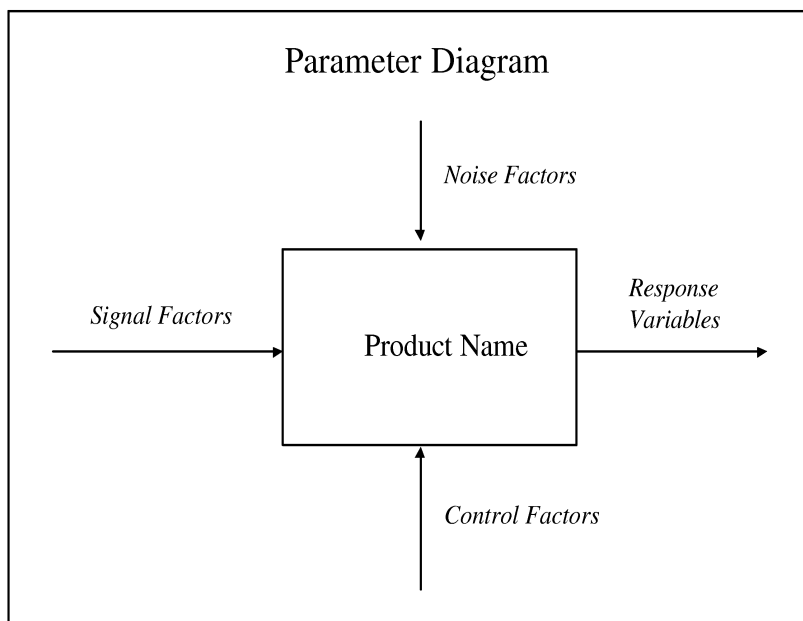 Parameter Diagram
Noise Factors
Signal Factors
Response
Variables
Product Name
Control Factors